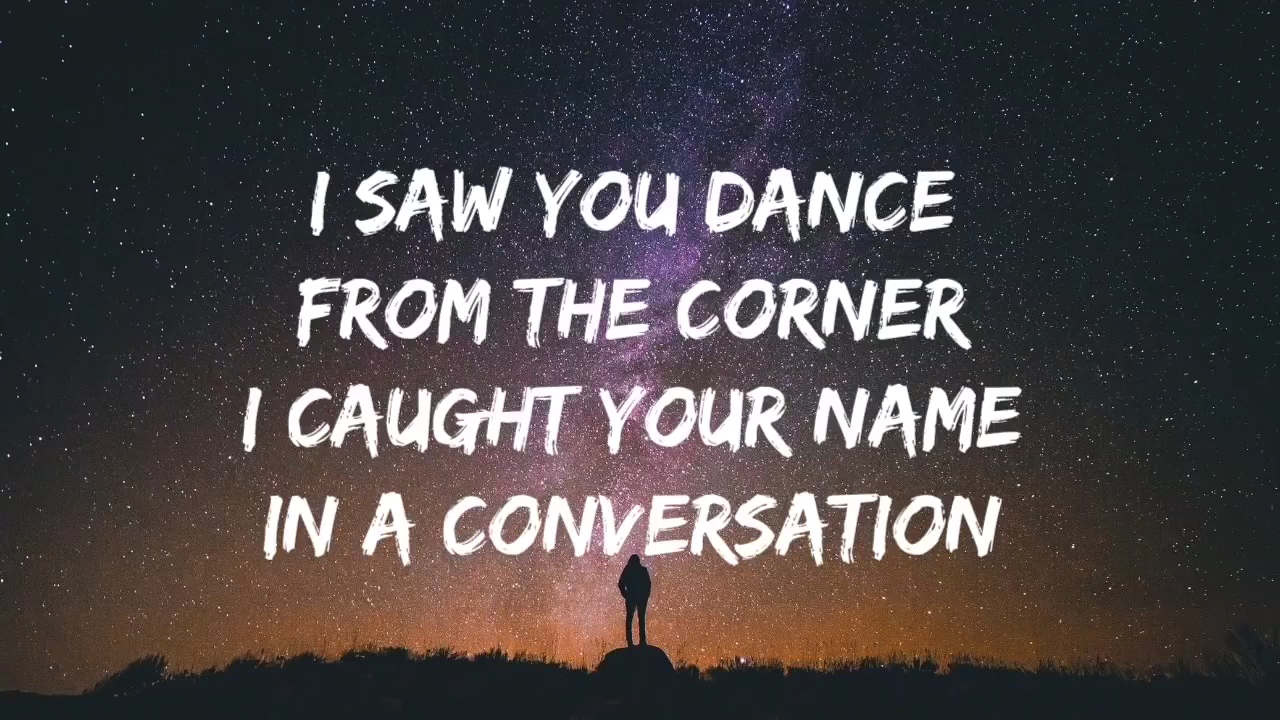 I SAW YOU DANCE
FROM THE CORNER
I CAUGHT YOUR NAME
IN A CONVERSATION